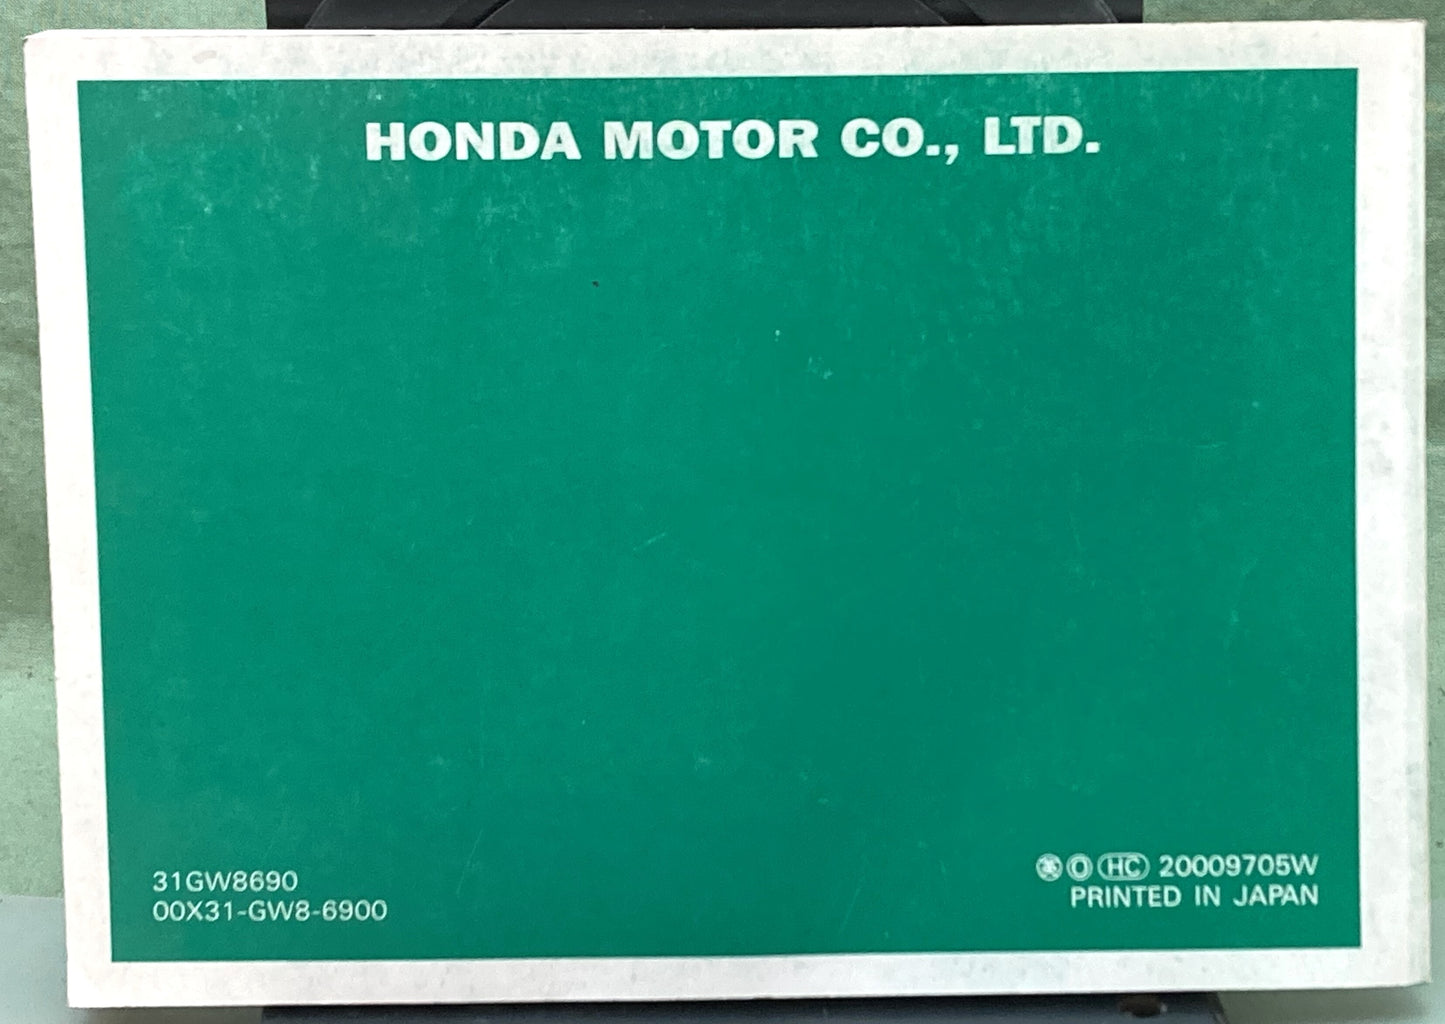 HONDA MOTOR CO., LTD.
31GW8690
00X31-GW8-6900
HC 20009705W
PRINTED IN JAPAN